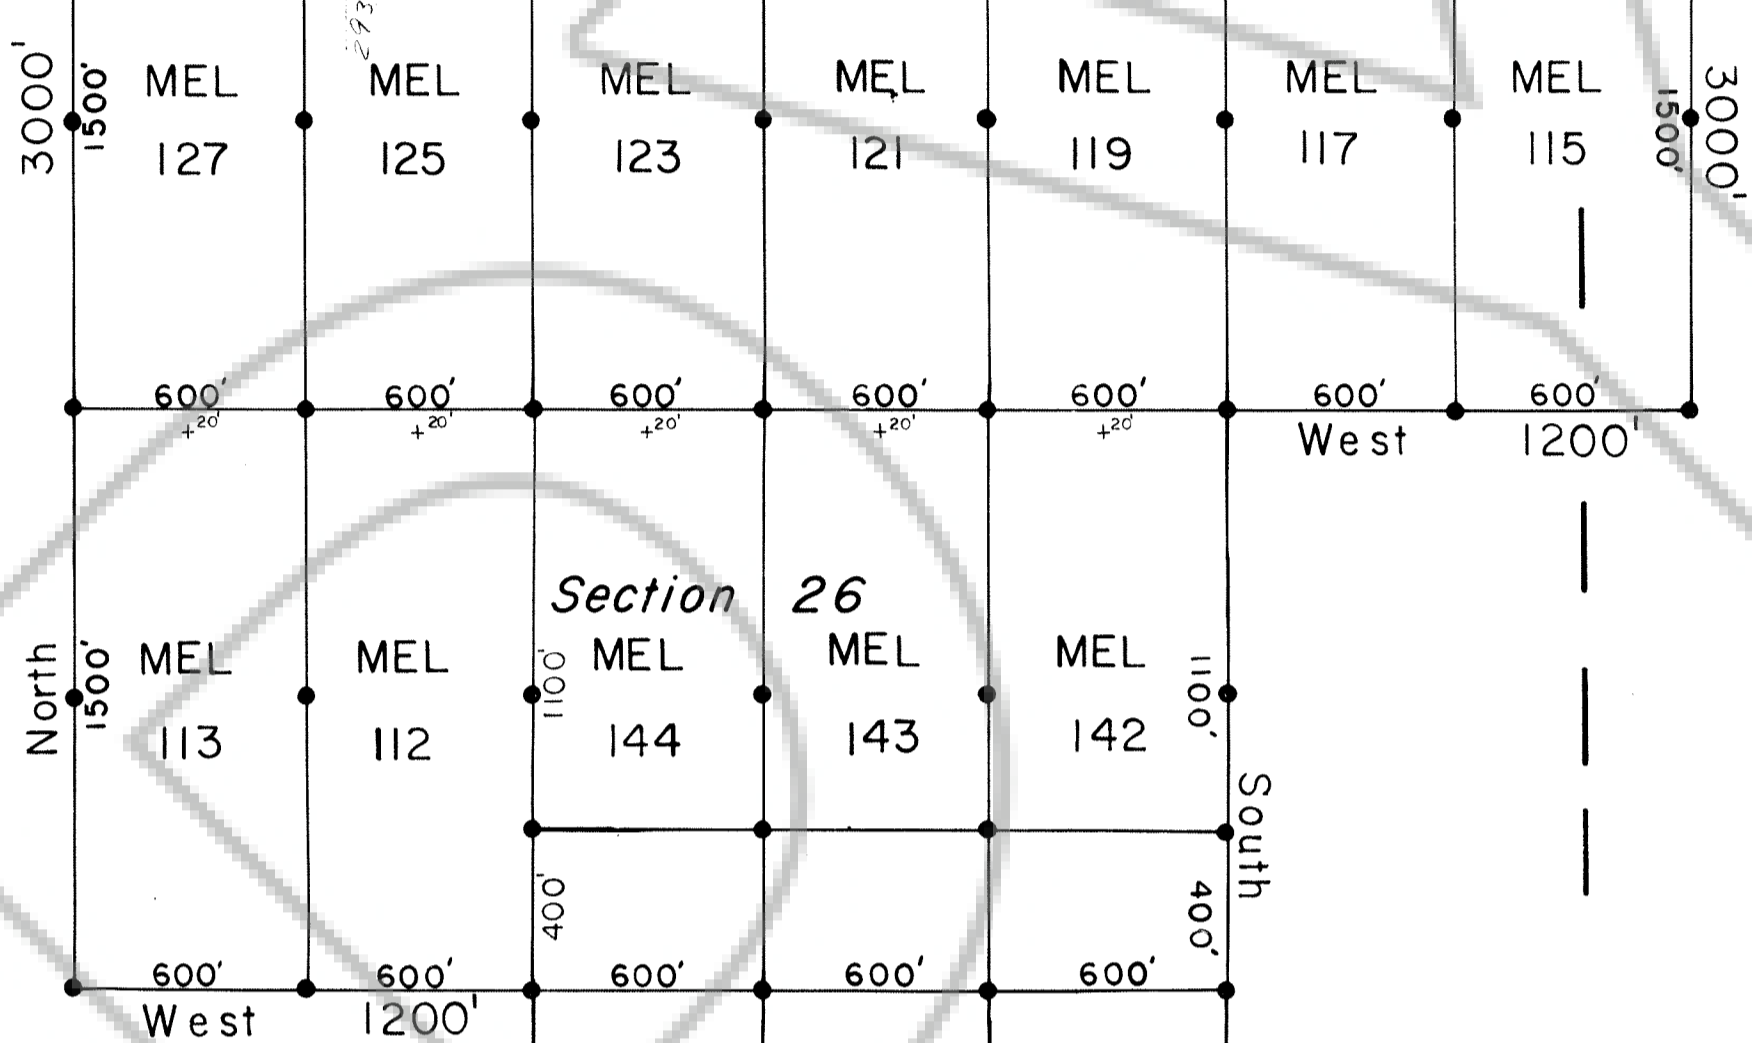 293
3000' 1500' MEL MEL MEL MEL MEL MEL MEL 1500' 3000'
127 125 123 121 119 117 115
600' 600' 600' 600' 600' 600' 600'
+20' +20' +20' +20' +20' West 1200'
Section 26
North 1500' MEL MEL 1100' MEL MEL MEL 1100'
113 112 144 143 142
South
400' 400'
600' 600' 600' 600' 600'
West 1200'